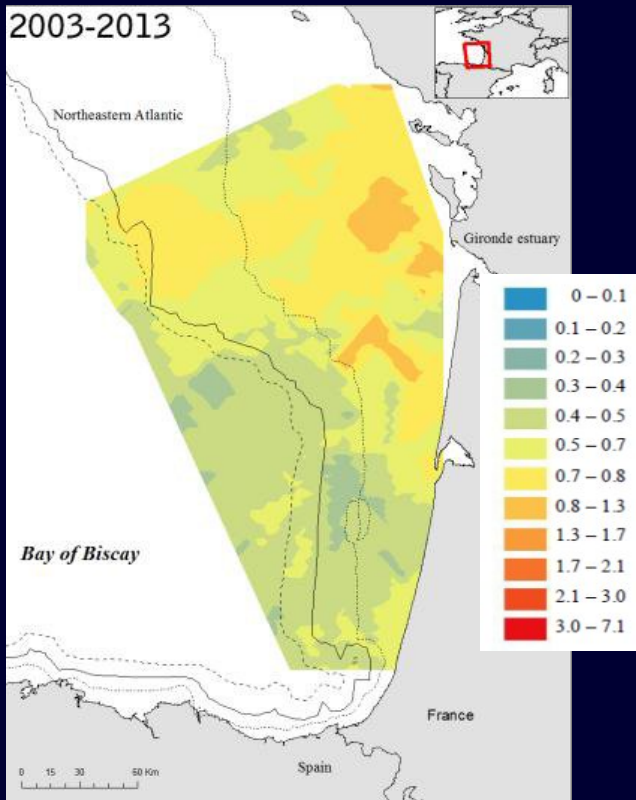 2003-2013
Northeastern Atlantic
Gironde estuary
0 – 0.1
0.1 – 0.2
0.2 – 0.3
0.3 – 0.4
0.4 – 0.5
0.5 – 0.7
0.7 – 0.8
0.8 – 1.3
1.3 – 1.7
1.7 – 2.1
2.1 – 3.0
3.0 – 7.1
Bay of Biscay
France
Spain
0 15 30 50 Km